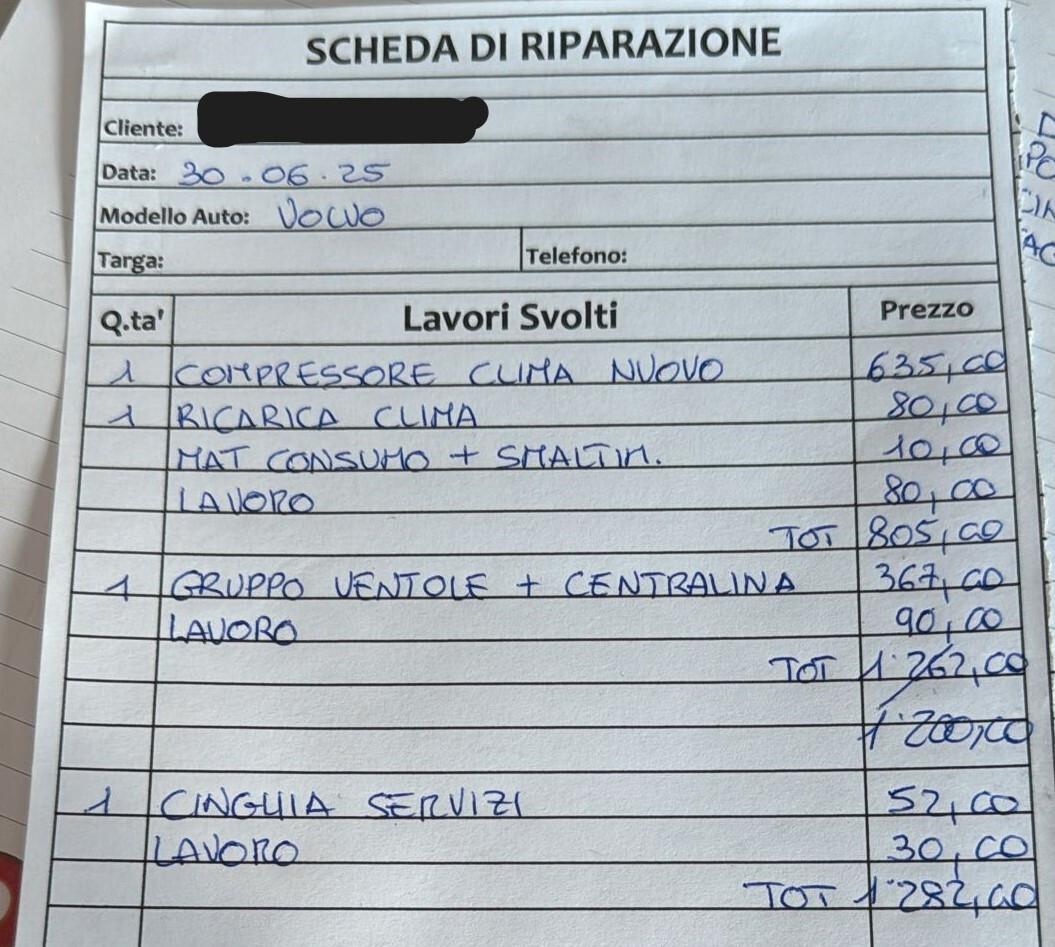 SCHEDA DI RIPARAZIONE
Cliente:
Data: 30.06.25
Modello Auto: VOLVO
Targa: Telefono:
Q.ta' Lavori Svolti Prezzo
1 COMPRESSORE CLIMA NUOVO 635,00
1 RICARICA CLIMA 80,00
MAT CONSUMO + SMALTIM. 10,00
LAVORO 80,00
TOT 805,00
1 GRUPPO VENTOLE + CENTRALINA 367,00
LAVORO 90,00
TOT 1'262,00
1'200,00
1 CINGHIA SERVIZI 52,00
LAVORO 30,00
TOT 1'282,00